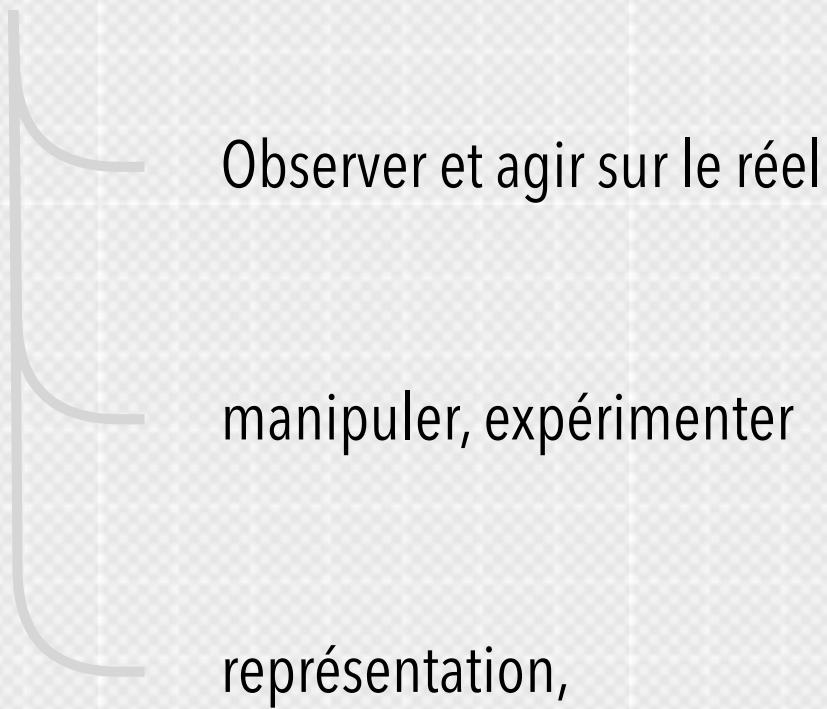 Observer et agir sur le réel
manipuler, expérimenter
représentation,